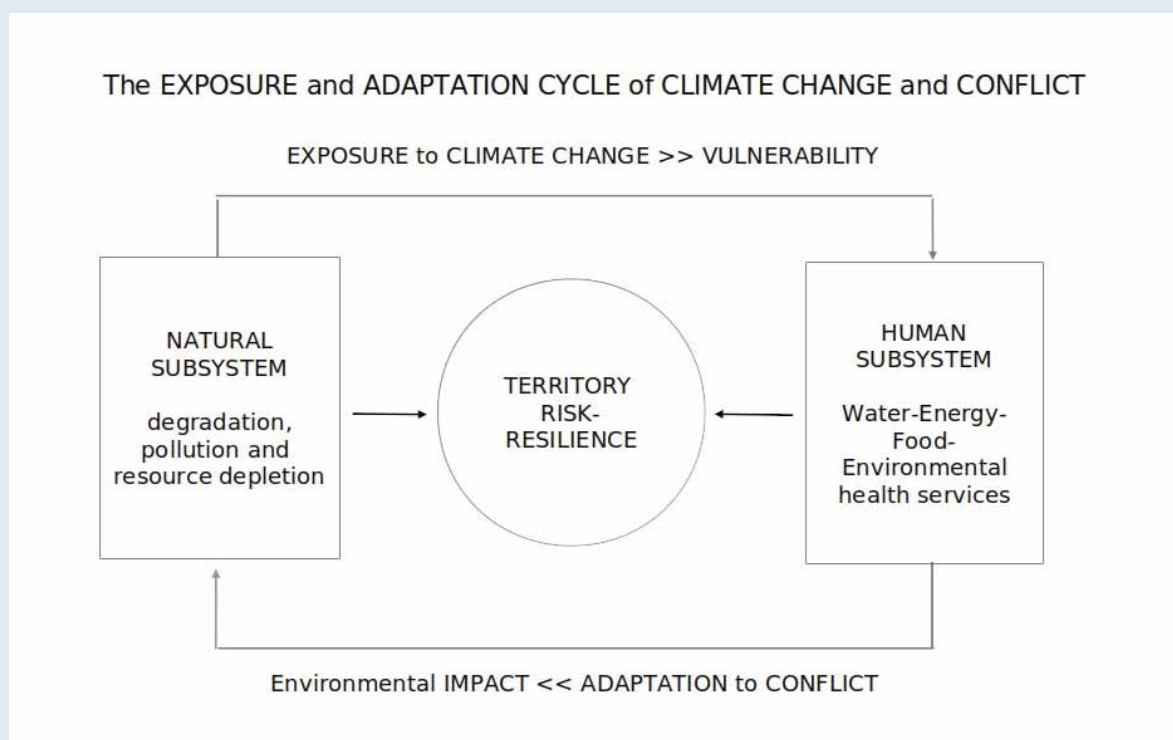 The EXPOSURE and ADAPTATION CYCLE of CLIMATE CHANGE and CONFLICT
EXPOSURE to CLIMATE CHANGE >> VULNERABILITY
NATURAL
SUBSYSTEM
degradation,
pollution and
resource depletion
TERRITORY
RISK-
RESILIENCE
HUMAN
SUBSYSTEM
Water-Energy-
Food-
Environmental
health services
Environmental IMPACT << ADAPTATION to CONFLICT